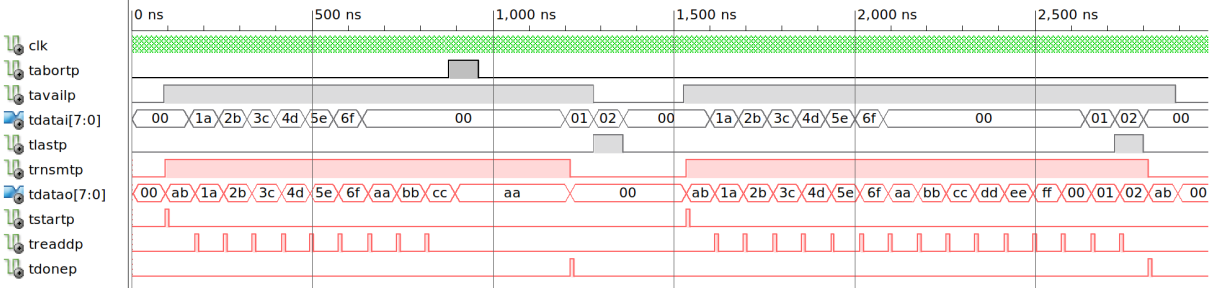 0 ns 500 ns 1,000 ns 1,500 ns 2,000 ns 2,500 ns
clk
tabortp
tavailp
tdatai[7:0] 00 1a 2b 3c 4d 5e 6f 00 01 02 00 1a 2b 3c 4d 5e 6f 00 01 02 00
tlastp
trnsmtp
tdatao[7:0] 00 ab 1a 2b 3c 4d 5e 6f aa bb cc aa 00 ab 1a 2b 3c 4d 5e 6f aa bb cc dd ee ff 00 01 02 ab 00
tstartp
treaddp
tdonep